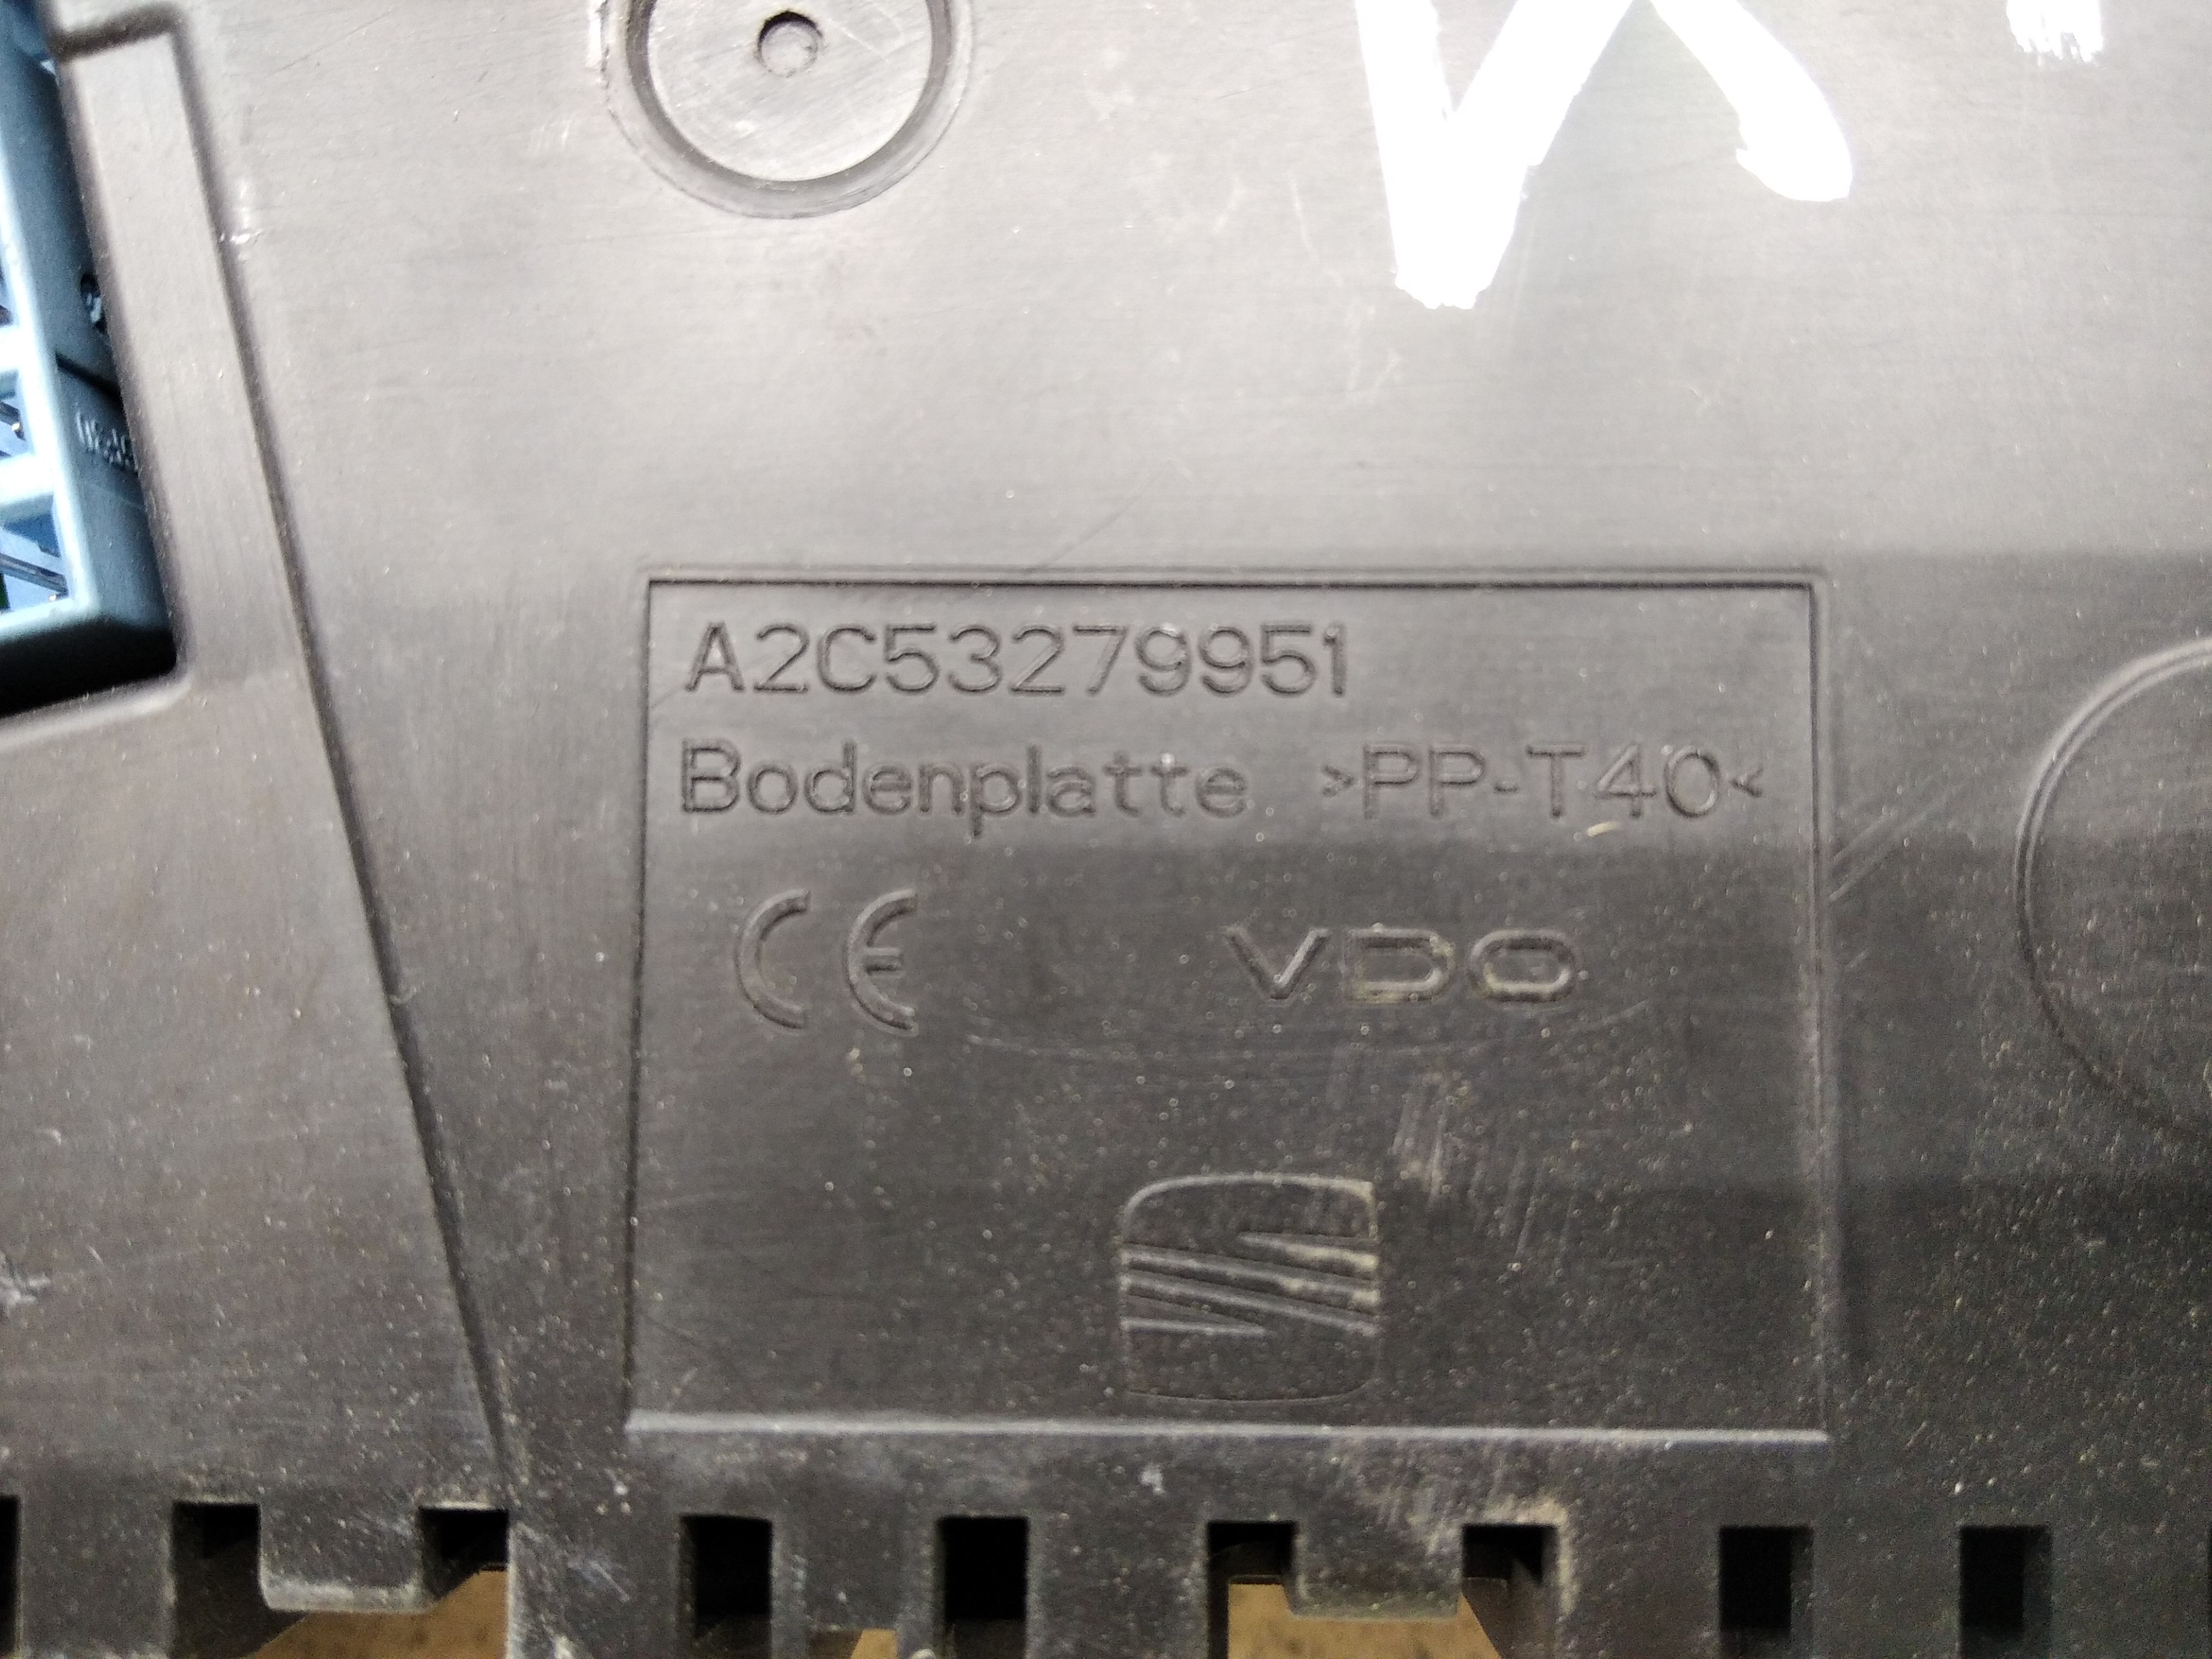 A2C53279951
Bodenplatte >PP-T40<
CE VDO